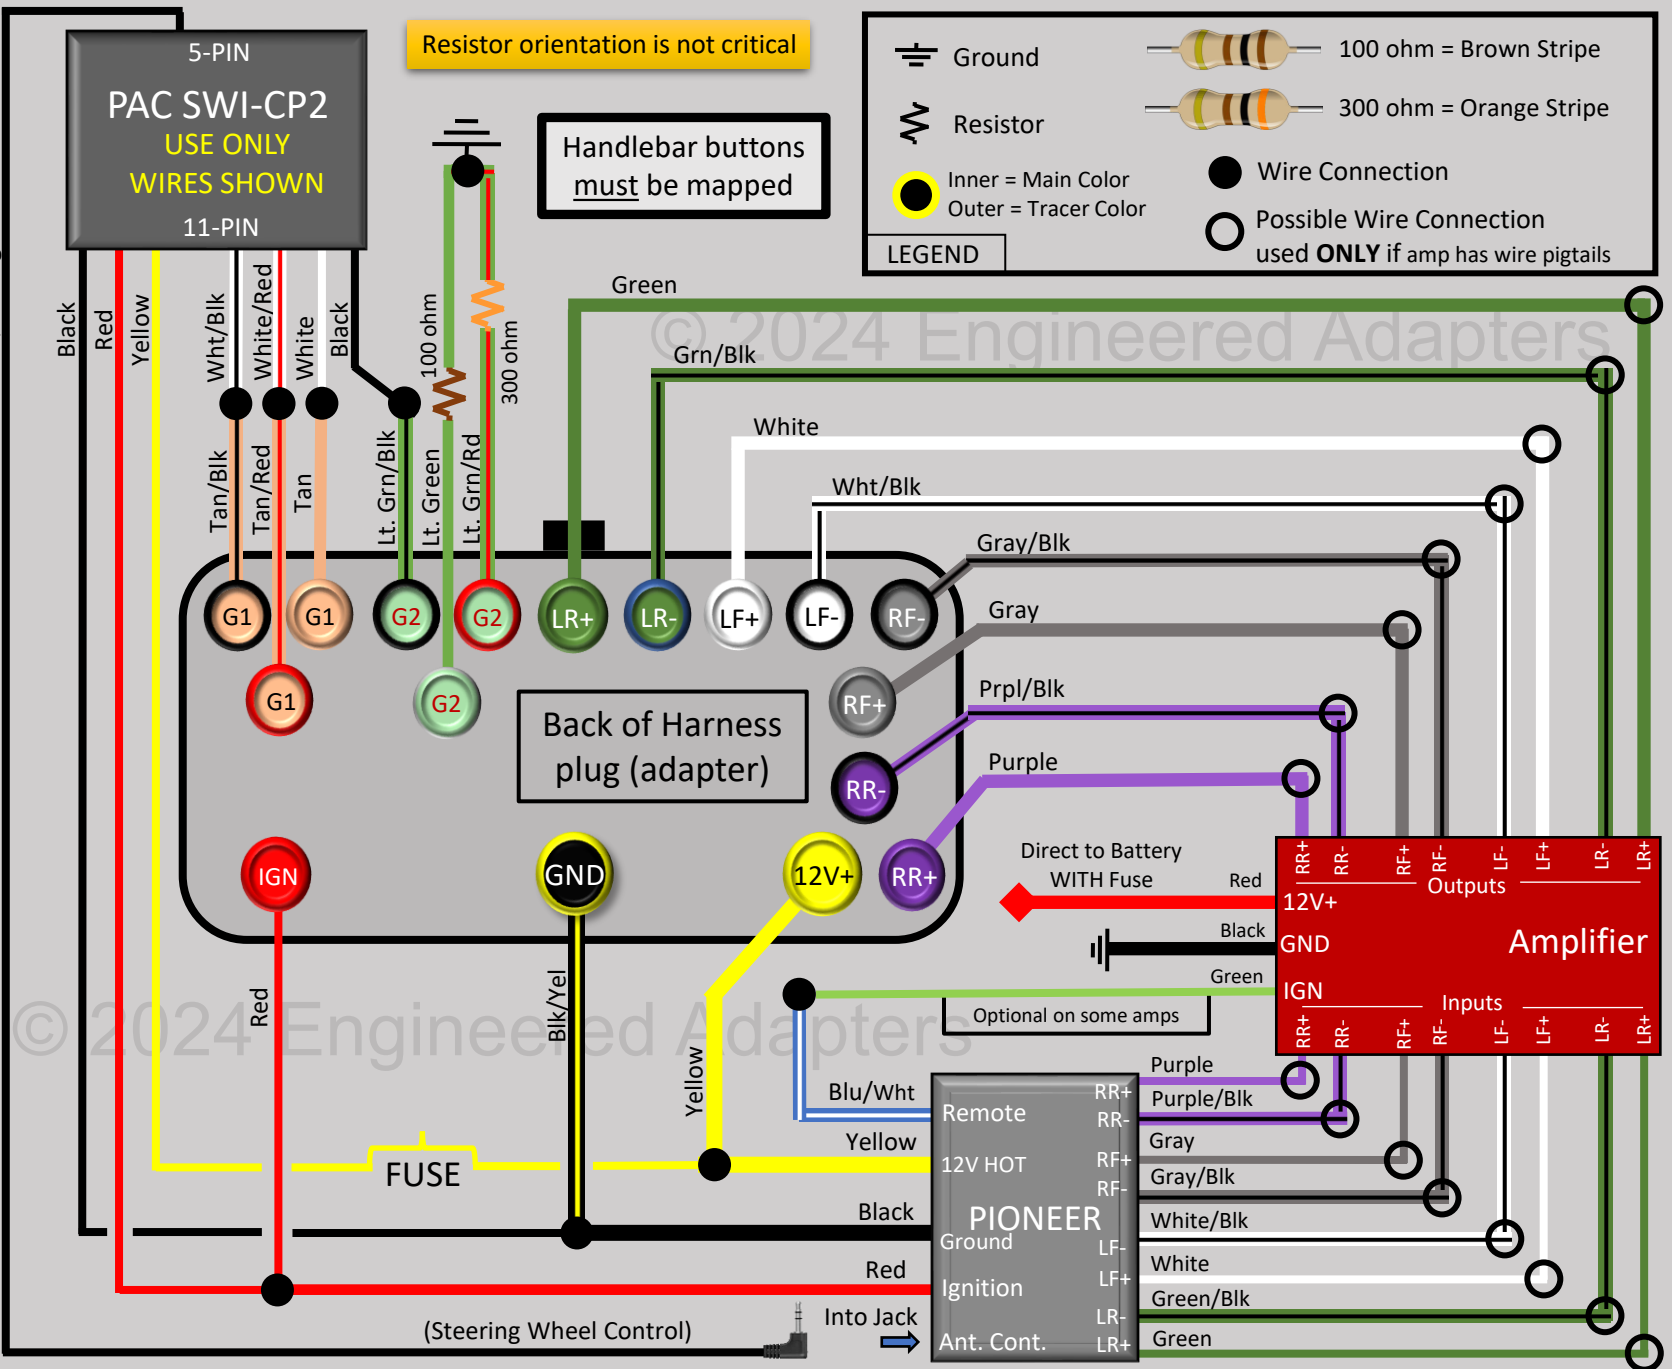 5-PIN
PAC SWI-CP2
USE ONLY
WIRES SHOWN
11-PIN
Resistor orientation is not critical
Handlebar buttons
must be mapped
Ground
Resistor
Inner = Main Color
Outer = Tracer Color
LEGEND
100 ohm = Brown Stripe
300 ohm = Orange Stripe
Wire Connection
Possible Wire Connection
used ONLY if amp has wire pigtails
Black
Red
Yellow
Wht/Blk
White/Red
White
Black
100 ohm
300 ohm
Tan/Blk
Tan/Red
Tan
Lt. Grn/Blk
Lt. Green
Lt. Grn/Rd
Green
© 2024 Engineered Adapters
Grn/Blk
White
Wht/Blk
Gray/Blk
Gray
Prpl/Blk
Purple
G1
G1
G2
G2
LR+
LR-
LF+
LF-
RF-
G1
G2
RF+
RR-
Back of Harness
plug (adapter)
IGN
GND
12V+
RR+
Direct to Battery
WITH Fuse
Red
Black
Green
Optional on some amps
RR+
RR-
RF+
RF-
LF-
LF+
LR-
LR+
Outputs
12V+
GND
Amplifier
IGN
Inputs
RR+
RR-
RF+
RF-
LF-
LF+
LR-
LR+
© 2024 Engineered Adapters
Red
Blk/Yel
Yellow
FUSE
Blu/Wht
Yellow
Black
Red
Into Jack
(Steering Wheel Control)
Remote
12V HOT
PIONEER
Ground
Ignition
Ant. Cont.
RR+
RR-
RF+
RF-
LF-
LF+
LR-
LR+
Purple
Purple/Blk
Gray
Gray/Blk
White/Blk
White
Green/Blk
Green